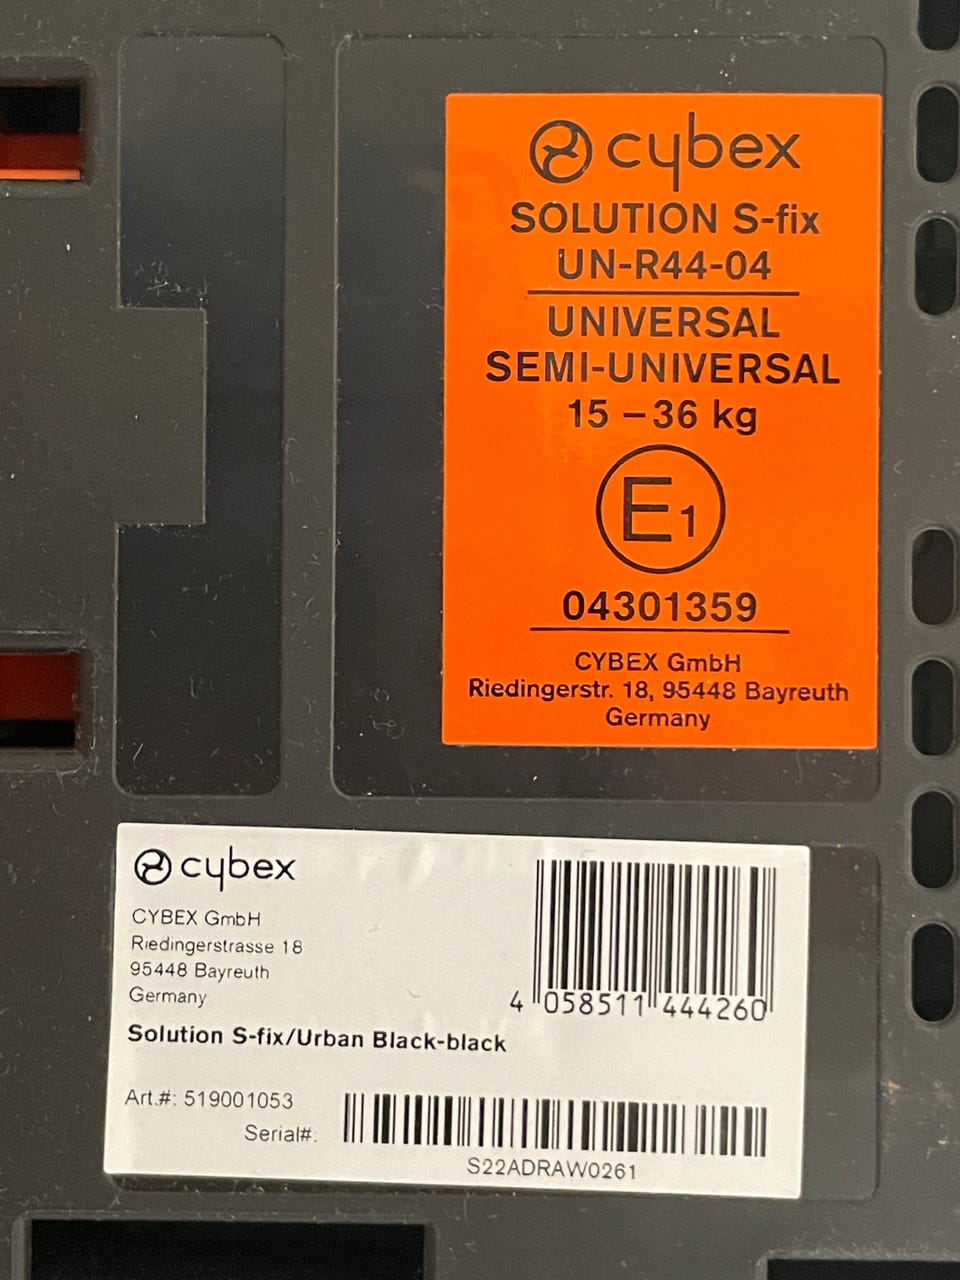 cybex
SOLUTION S-fix
UN-R44-04
UNIVERSAL
SEMI-UNIVERSAL
15 – 36 kg
E1
04301359
CYBEX GmbH
Riedingerstr. 18, 95448 Bayreuth
Germany
cybex
CYBEX GmbH
Riedingerstrasse 18
95448 Bayreuth
Germany
4 058511 444260
Solution S-fix/Urban Black-black
Art.#: 519001053
Serial#:
S22ADRAW0261